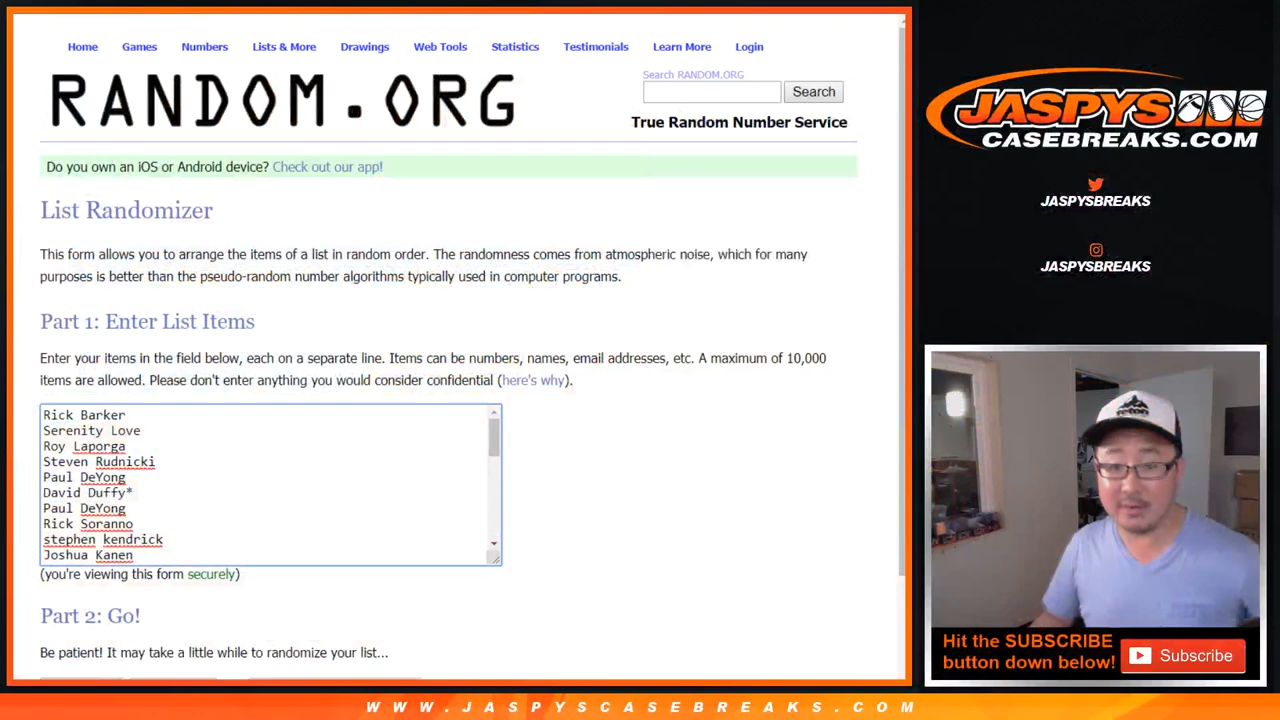 Home Games Numbers Lists & More Drawings Web Tools Statistics Testimonials Learn More Login
RANDOM.ORG
Search RANDOM.ORG
Search
True Random Number Service
Do you own an iOS or Android device? Check out our app!
List Randomizer
This form allows you to arrange the items of a list in random order. The randomness comes from atmospheric noise, which for many
purposes is better than the pseudo-random number algorithms typically used in computer programs.
Part 1: Enter List Items
Enter your items in the field below, each on a separate line. Items can be numbers, names, email addresses, etc. A maximum of 10,000
items are allowed. Please don't enter anything you would consider confidential (here's why).
Rick Barker
Serenity Love
Roy Laporga
Steven Rudnicki
Paul DeYong
David Duffy*
Paul DeYong
Rick Soranno
stephen kendrick
Joshua Kanen
(you're viewing this form securely)
Part 2: Go!
Be patient! It may take a little while to randomize your list...
JASPYS
CASEBREAKS.COM
JASPYSBREAKS
JASPYSBREAKS
Hit the SUBSCRIBE
button down below!
Subscribe
WWW.JASPYSCASEBREAKS.COM